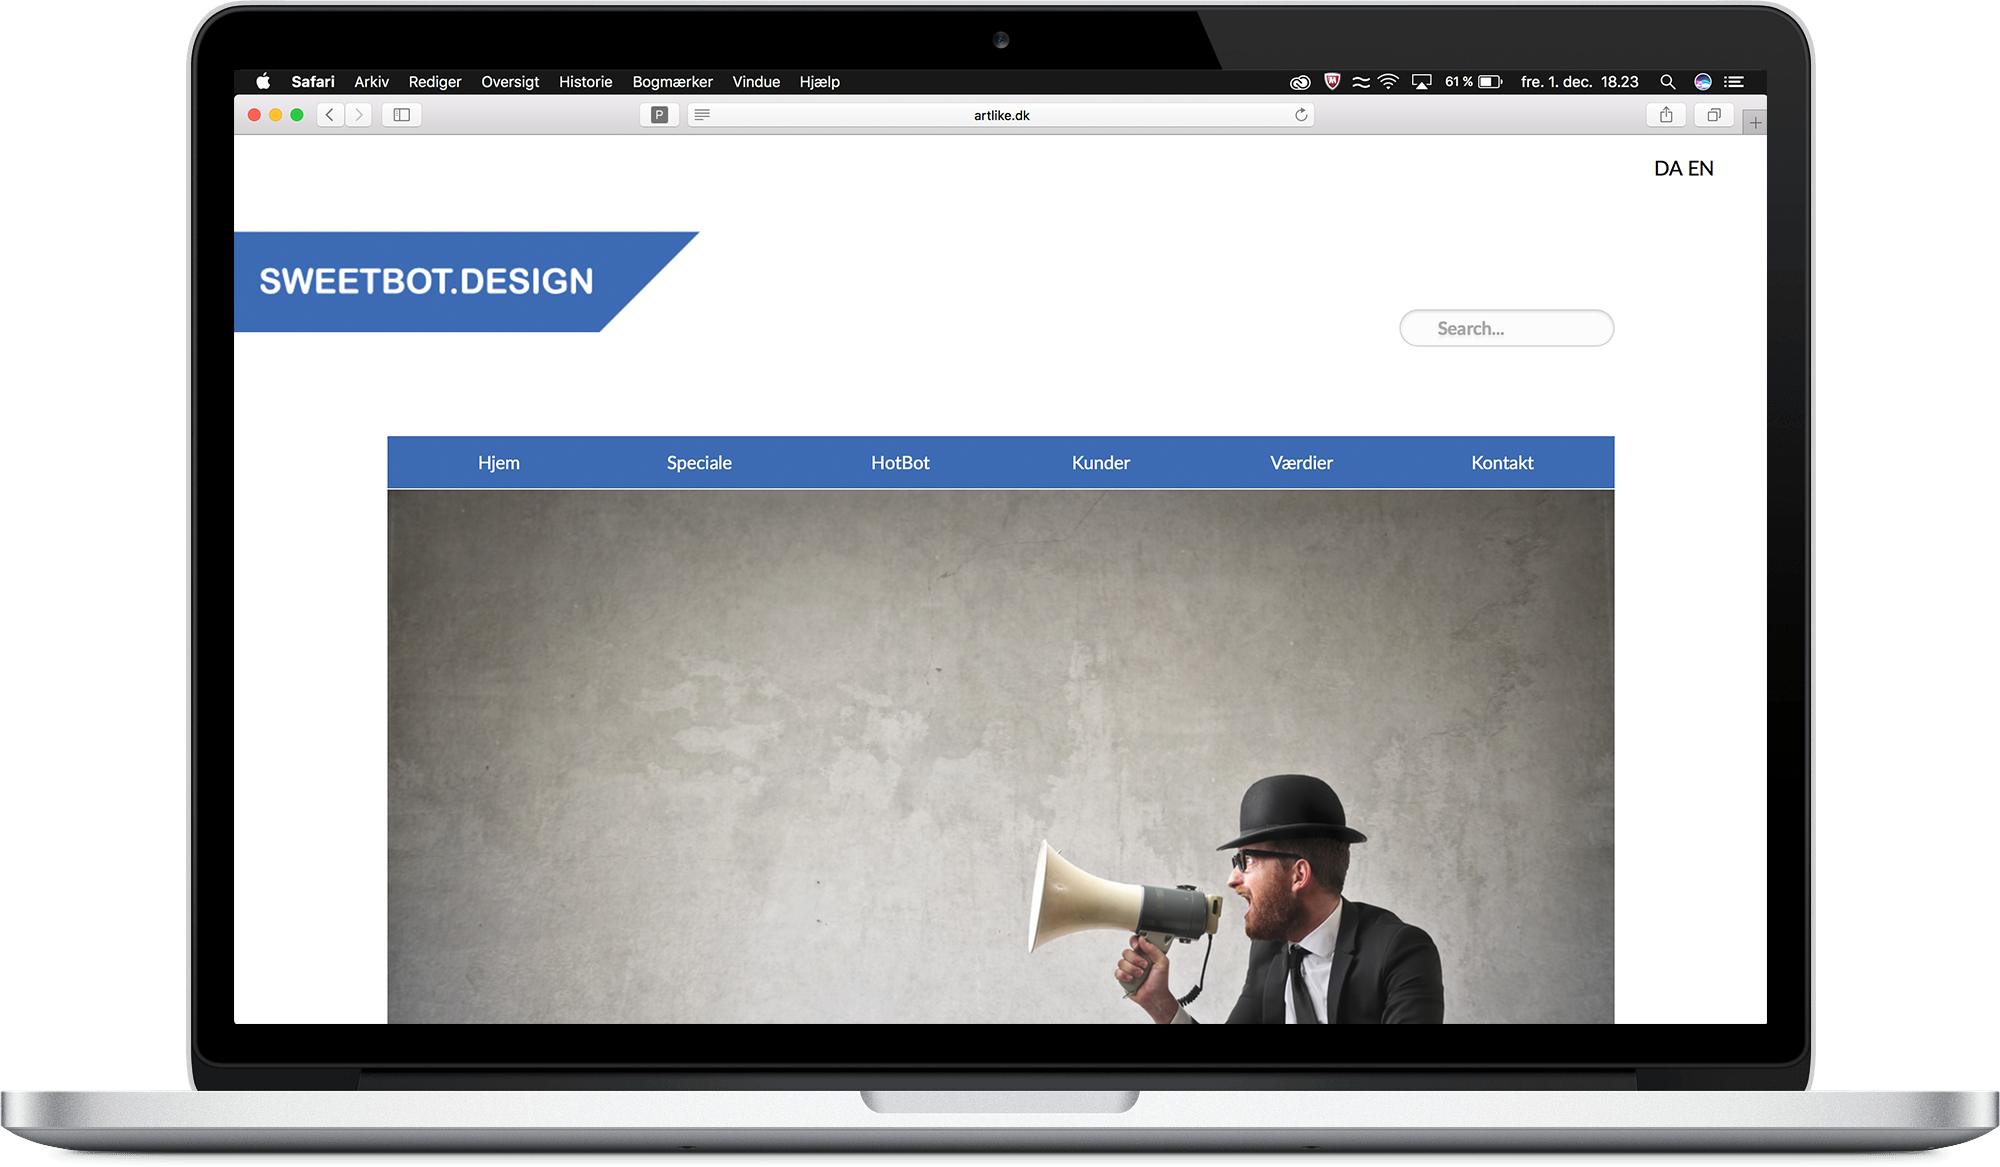 Safari Arkiv Rediger Oversigt Historie Bogmærker Vindue Hjælp 61 % fre. 1. dec. 18.23
P artlike.dk
DA EN
SWEETBOT.DESIGN
Search...
Hjem Speciale HotBot Kunder Værdier Kontakt